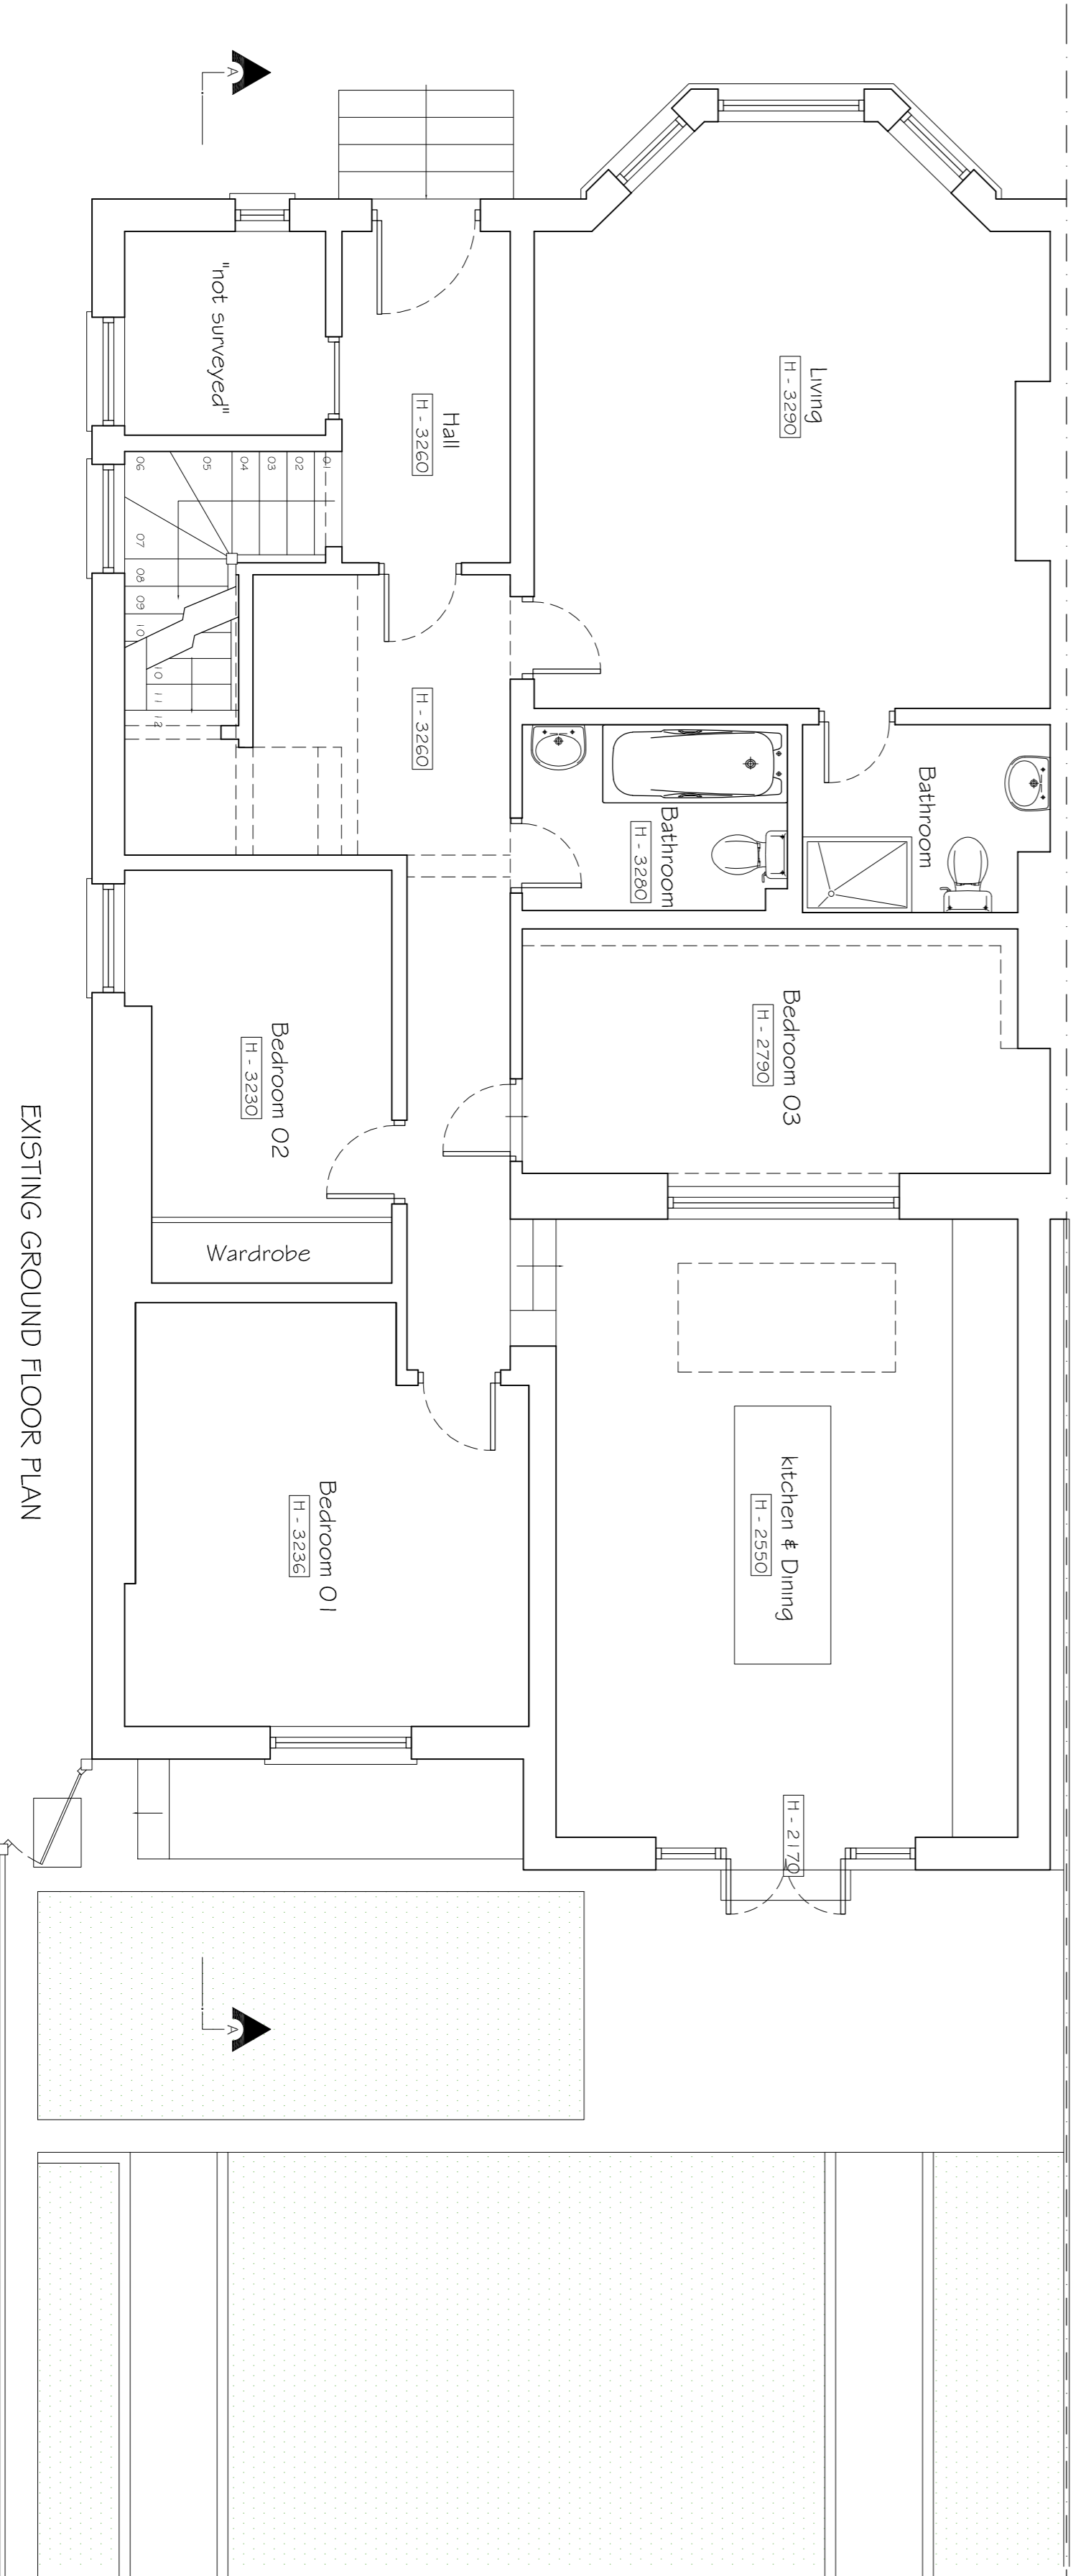 A
Living
H - 3290
Hall
H - 3260
"not surveyed"
01
02
03
04
05
06
07
08
09
10
10
11
12
H - 3260
Bathroom
Bathroom
H - 3280
Bedroom 03
H - 2790
Bedroom 02
H - 3230
Wardrobe
kitchen & Dining
H - 2550
Bedroom 01
H - 3236
H - 2170
A
EXISTING GROUND FLOOR PLAN